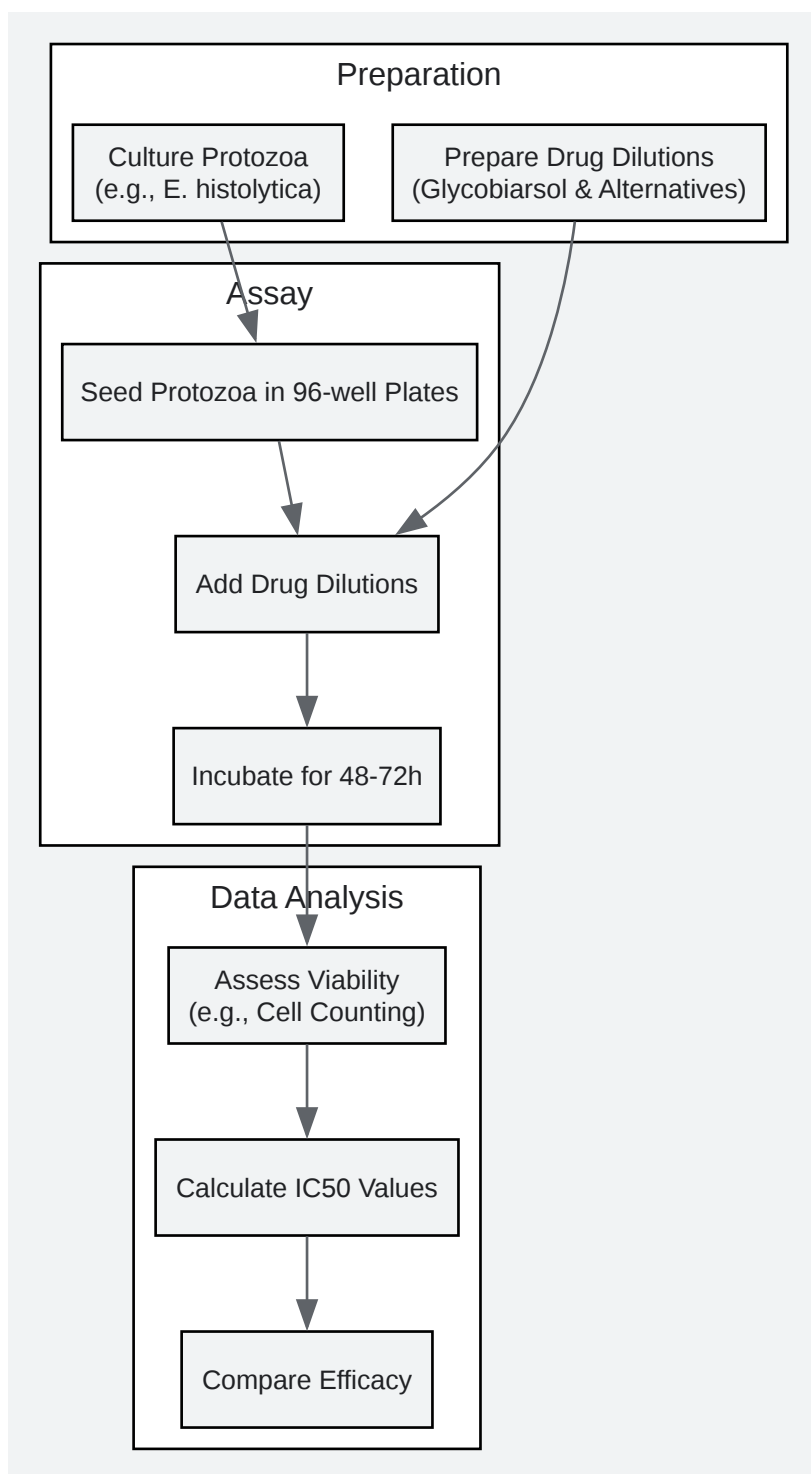 Preparation
Culture Protozoa
(e.g., E. histolytica)
Prepare Drug Dilutions
(Glycobiarsol & Alternatives)
Assay
Seed Protozoa in 96-well Plates
Add Drug Dilutions
Incubate for 48-72h
Data Analysis
Assess Viability
(e.g., Cell Counting)
Calculate IC50 Values
Compare Efficacy